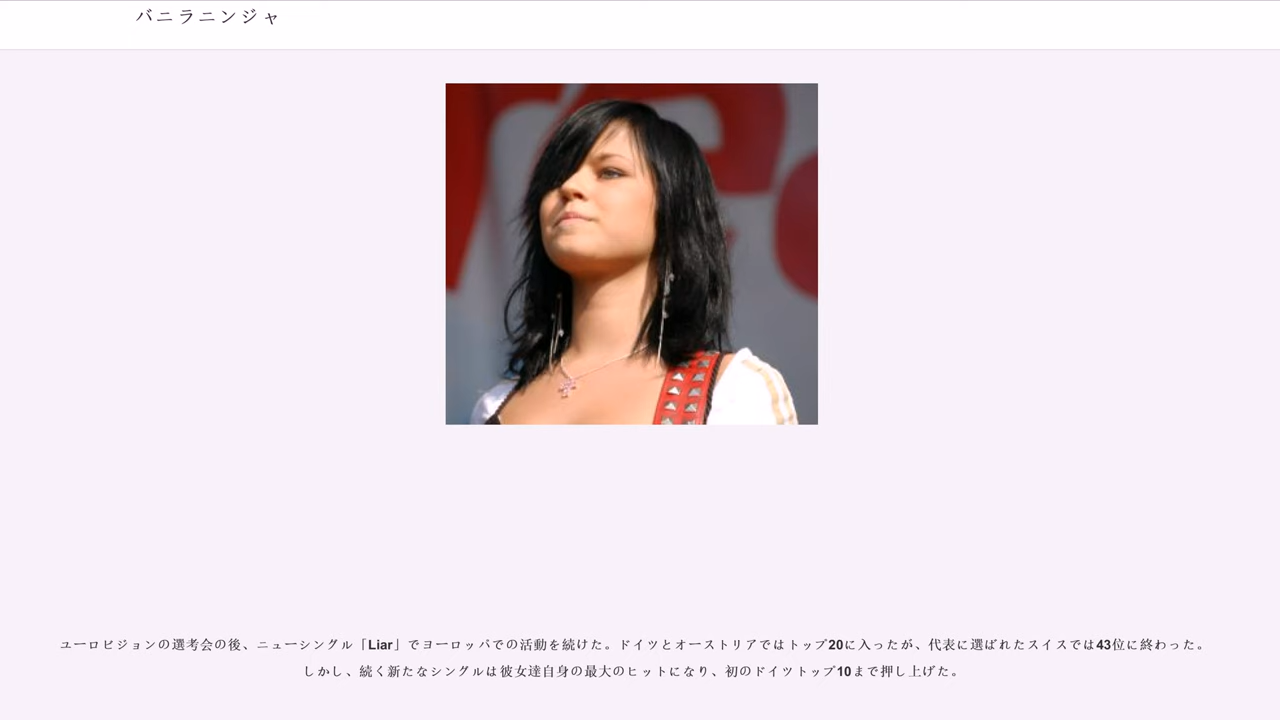 バニラニンジャ
ユーロビジョンの選考会の後、ニューシングル「Liar」でヨーロッパでの活動を続けた。ドイツとオーストリアではトップ20に入ったが、代表に選ばれたスイスでは43位に終わった。
しかし、続く新たなシングルは彼女達自身の最大のヒットになり、初のドイツトップ10まで押し上げた。